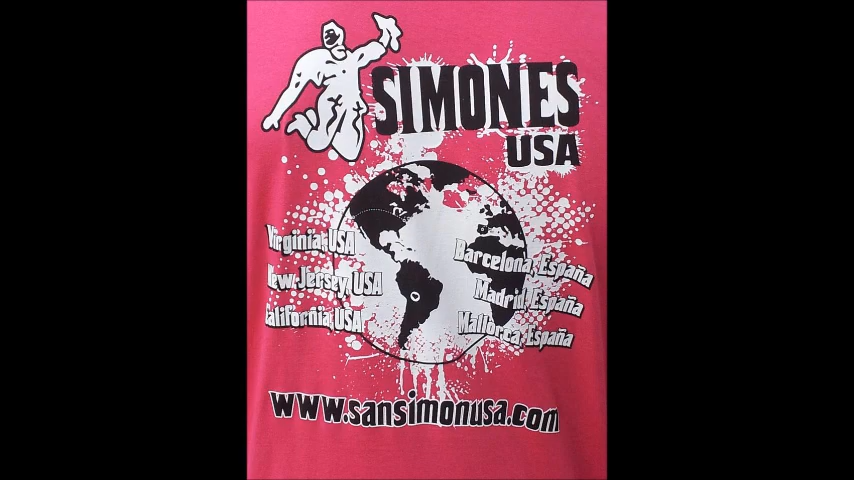 SIMONES
USA
Virginia, USA
New Jersey, USA
California, USA
Barcelona, España
Madrid, España
Mallorca, España
www.sansimonusa.com